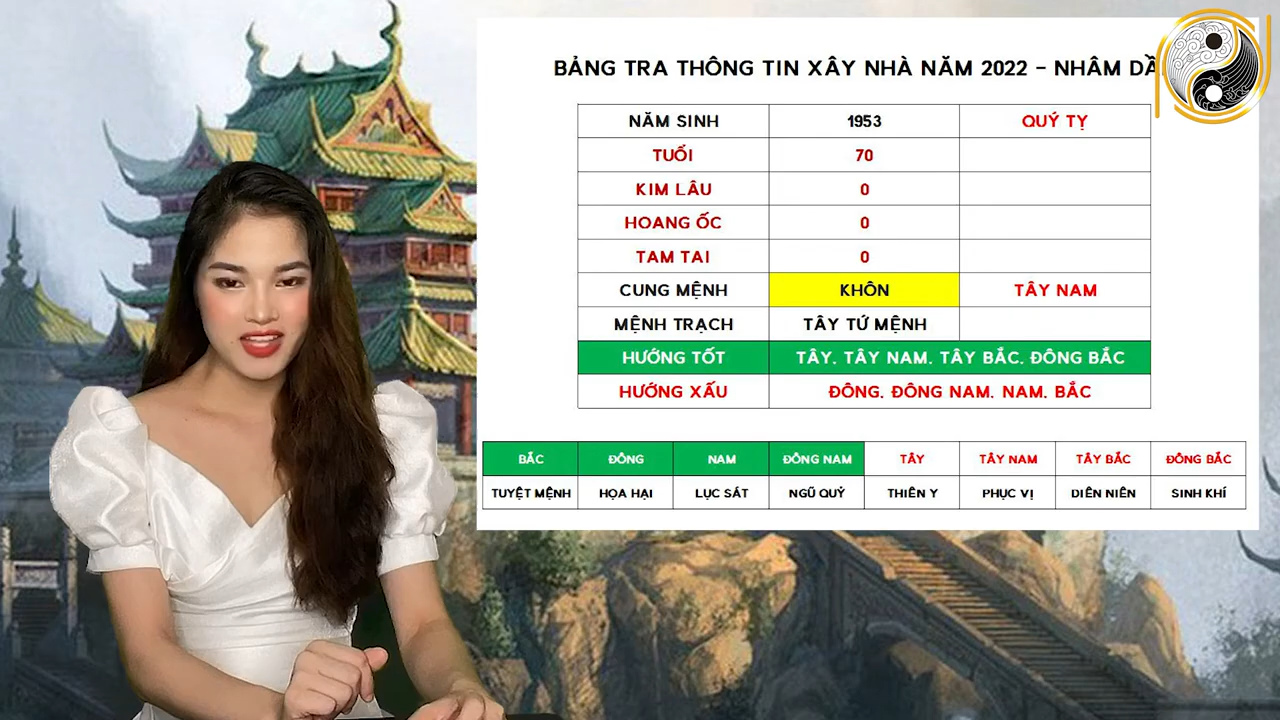 BẢNG TRA THÔNG TIN XÂY NHÀ NĂM 2022 - NHÂM DẦ
NĂM SINH 1953 QUÝ TỴ
TUỔI 70
KIM LÂU 0
HOANG ỐC 0
TAM TAI 0
CUNG MỆNH KHÔN TÂY NAM
MỆNH TRẠCH TÂY TỨ MỆNH
HƯỚNG TỐT TÂY. TÂY NAM. TÂY BẮC. ĐÔNG BẮC
HƯỚNG XẤU ĐÔNG. ĐÔNG NAM. NAM. BẮC
BẮC ĐÔNG NAM ĐÔNG NAM TÂY TÂY NAM TÂY BẮC ĐÔNG BẮC
TUYỆT MỆNH HỌA HẠI LỤC SÁT NGŨ QUỶ THIÊN Y PHỤC VỊ DIÊN NIÊN SINH KHÍ